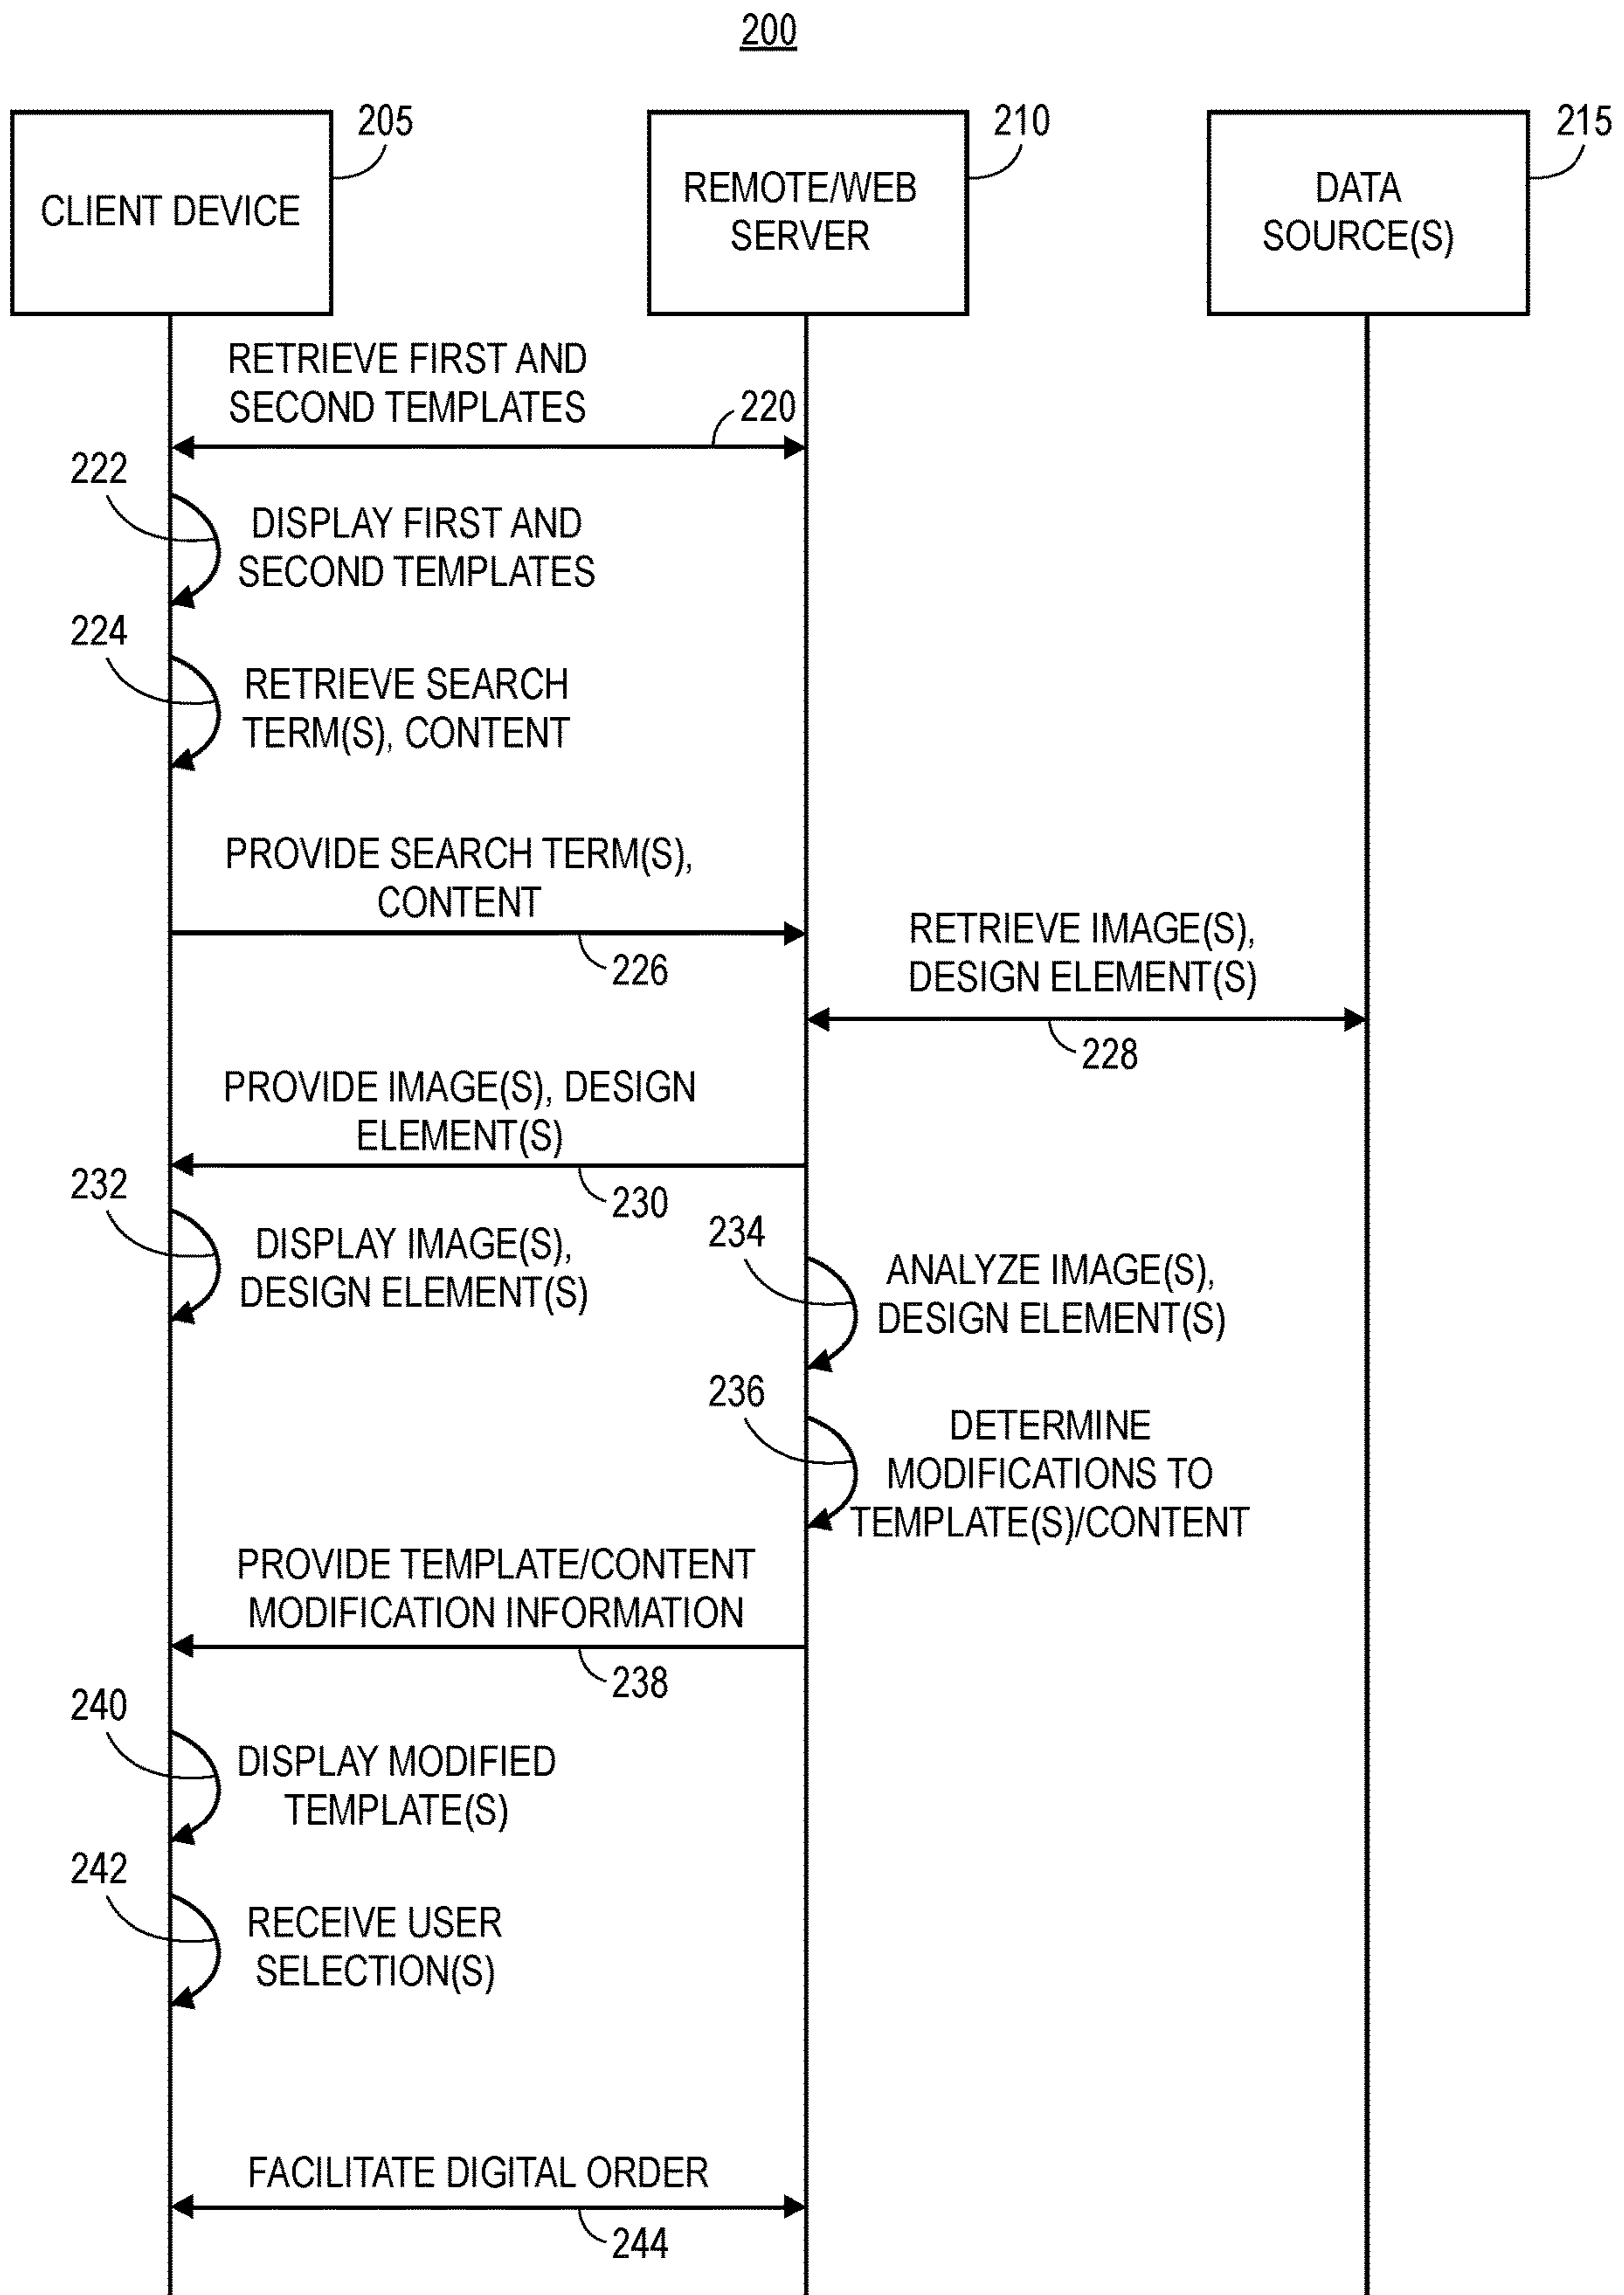 200
205
210
215
CLIENT DEVICE
REMOTE/WEB
SERVER
DATA
SOURCE(S)
RETRIEVE FIRST AND
SECOND TEMPLATES
220
222
DISPLAY FIRST AND
SECOND TEMPLATES
224
RETRIEVE SEARCH
TERM(S), CONTENT
PROVIDE SEARCH TERM(S),
CONTENT
226
RETRIEVE IMAGE(S),
DESIGN ELEMENT(S)
228
PROVIDE IMAGE(S), DESIGN
ELEMENT(S)
230
232
DISPLAY IMAGE(S),
DESIGN ELEMENT(S)
234
ANALYZE IMAGE(S),
DESIGN ELEMENT(S)
236
DETERMINE
MODIFICATIONS TO
TEMPLATE(S)/CONTENT
PROVIDE TEMPLATE/CONTENT
MODIFICATION INFORMATION
238
240
DISPLAY MODIFIED
TEMPLATE(S)
242
RECEIVE USER
SELECTION(S)
FACILITATE DIGITAL ORDER
244